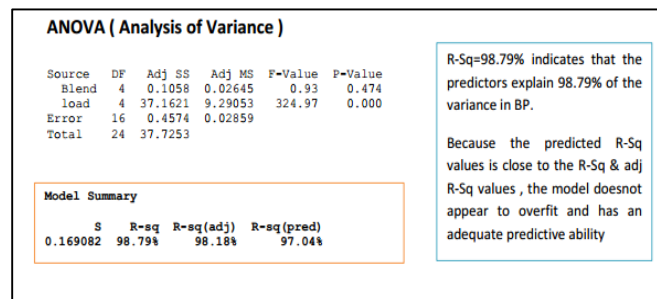 ANOVA ( Analysis of Variance )
Source DF Adj SS Adj MS F-Value P-Value
Blend 4 0.1058 0.02645 0.93 0.474
load 4 37.1621 9.29053 324.97 0.000
Error 16 0.4574 0.02859
Total 24 37.7253
Model Summary
S R-sq R-sq(adj) R-sq(pred)
0.169082 98.79% 98.18% 97.04%
R-Sq=98.79% indicates that the
predictors explain 98.79% of the
variance in BP.
Because the predicted R-Sq
values is close to the R-Sq & adj
R-Sq values , the model doesnot
appear to overfit and has an
adequate predictive ability